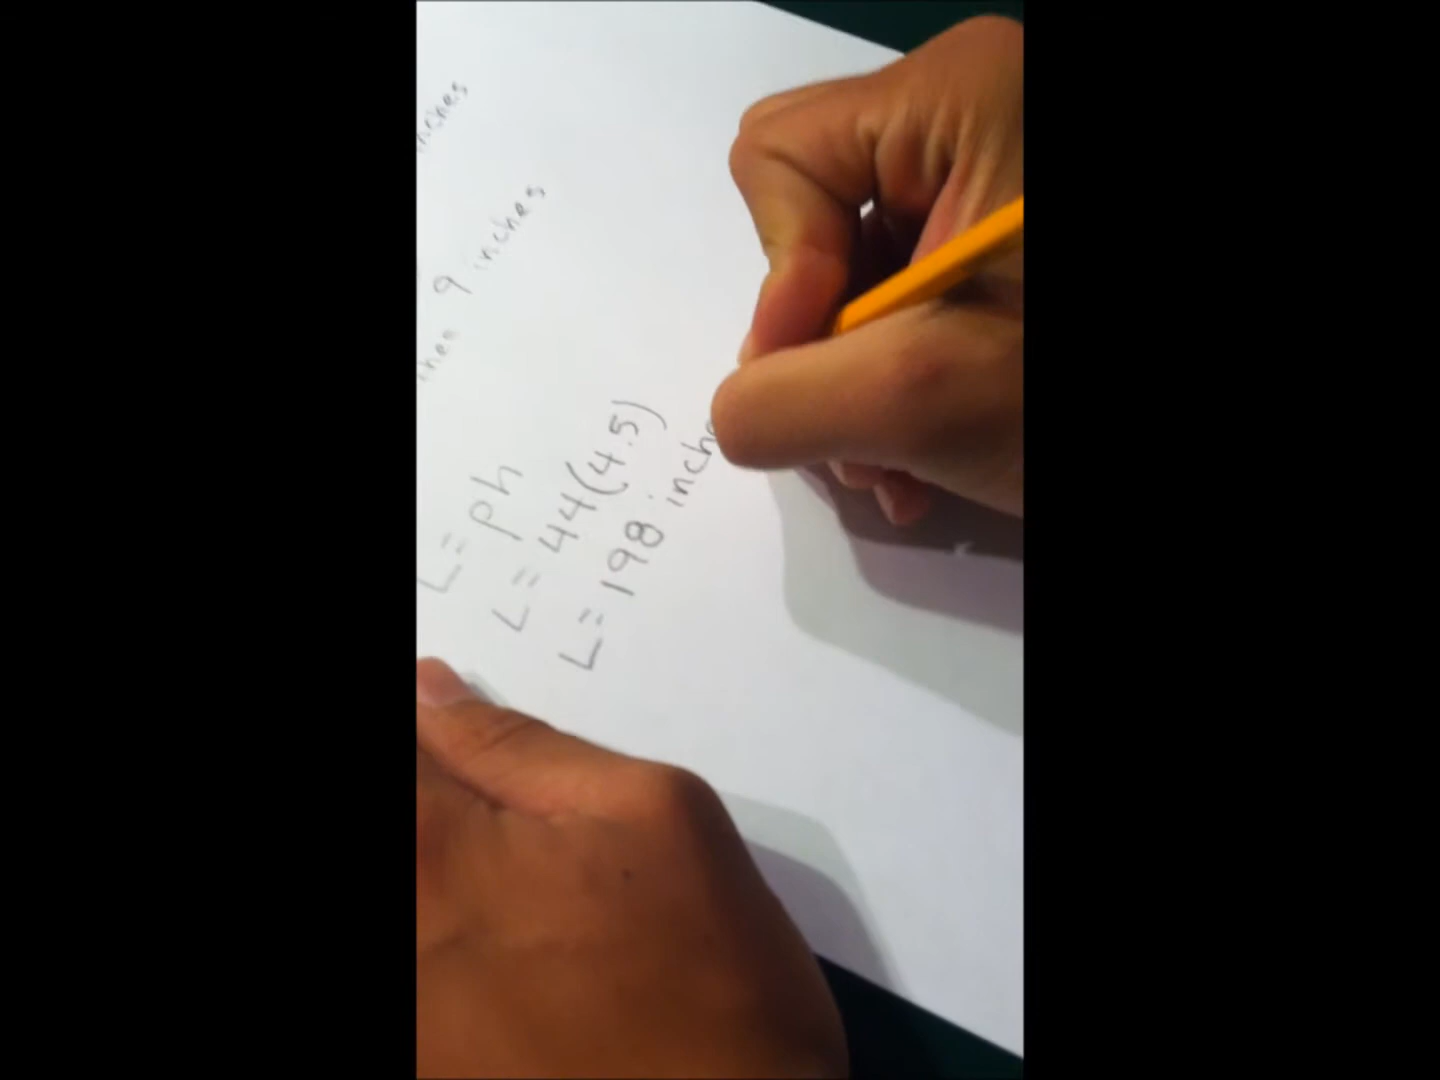 inches
9 inches
L = ph
L = 44(4.5)
L = 198 inche